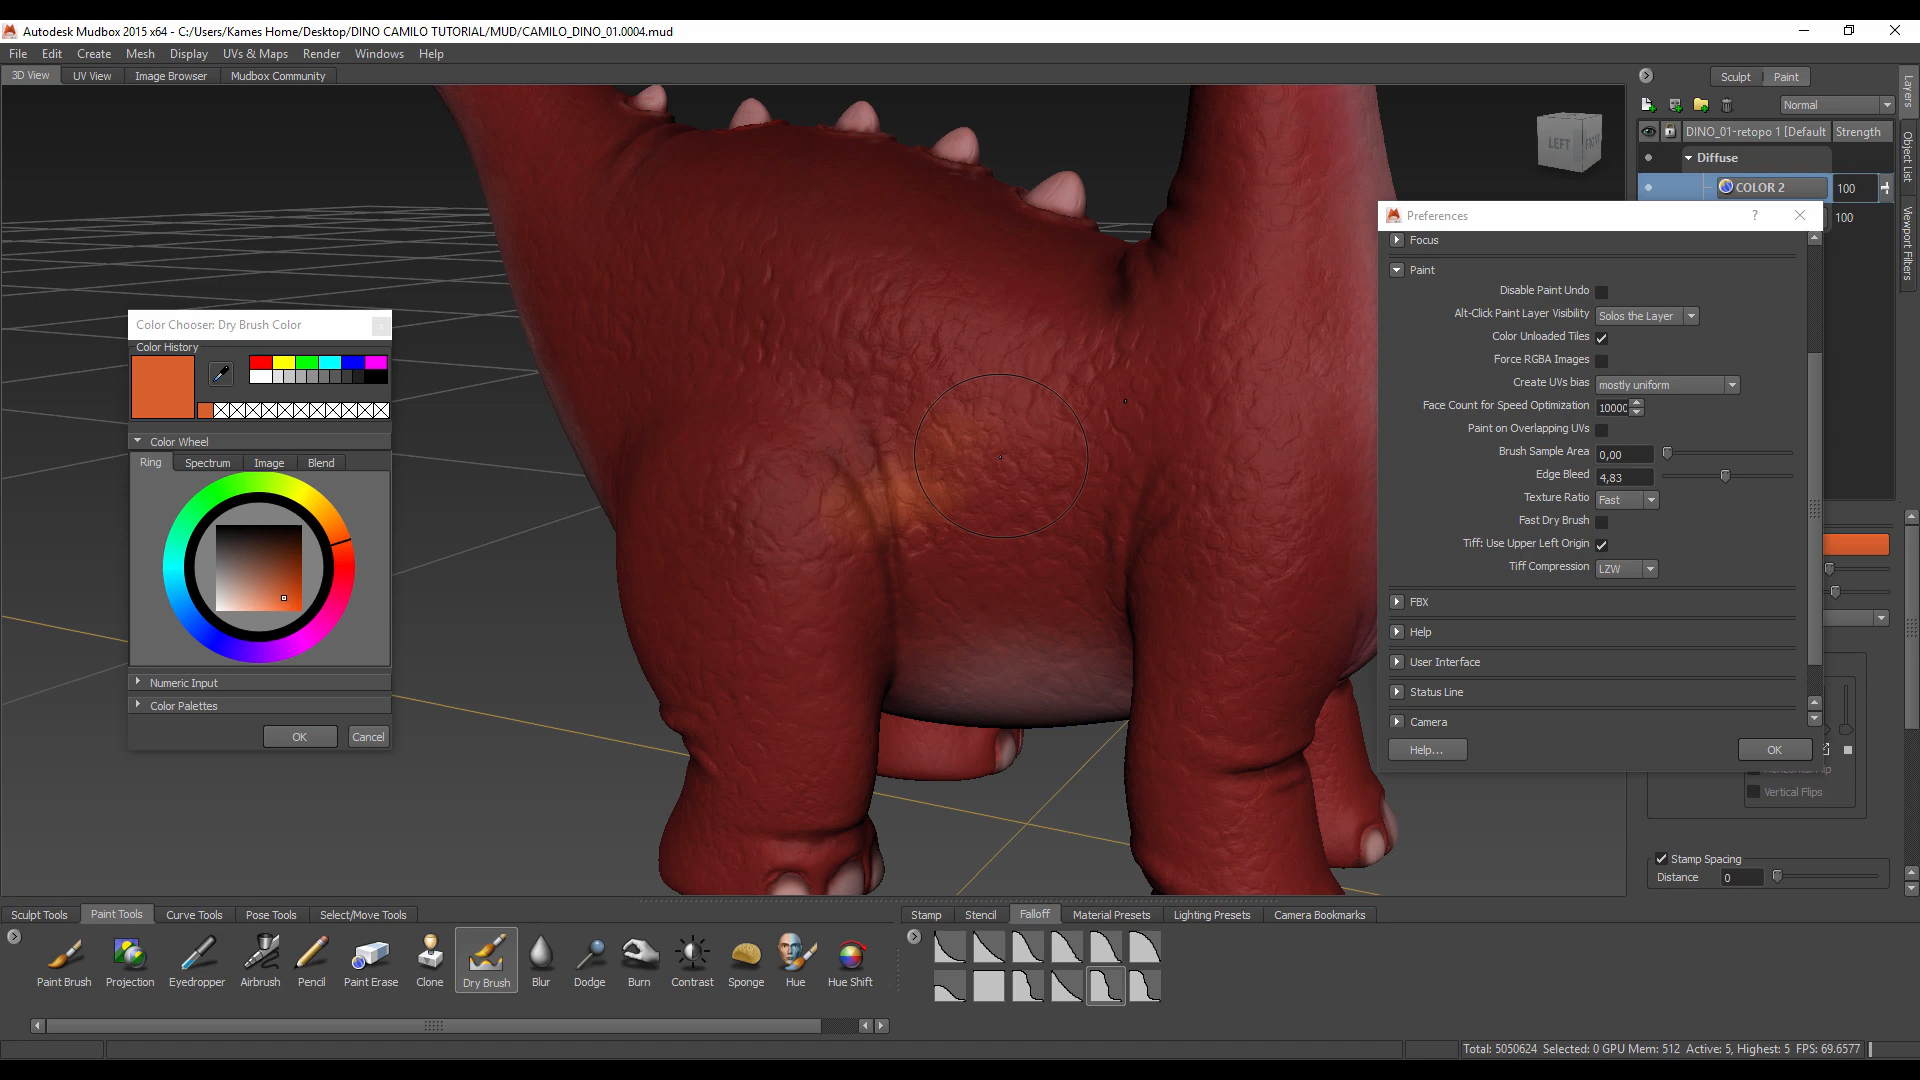 Autodesk Mudbox 2015 x64 - C:/Users/Kames Home/Desktop/DINO CAMILO TUTORIAL/MUD/CAMILO_DINO_01.0004.mud
File Edit Create Mesh Display UVs & Maps Render Windows Help
3D View UV View Image Browser Mudbox Community
Sculpt Paint
Layers
Object List
Viewport Filters
Normal
DINO_01-retopo 1 [Default Strength
Diffuse
COLOR 2 100
100
LEFT
Preferences ?
Focus
Paint
Disable Paint Undo
Alt-Click Paint Layer Visibility Solos the Layer
Color Unloaded Tiles
Force RGBA Images
Create UVs bias mostly uniform
Face Count for Speed Optimization 10000
Paint on Overlapping UVs
Brush Sample Area 0,00
Edge Bleed 4,83
Texture Ratio Fast
Fast Dry Brush
Tiff: Use Upper Left Origin
Tiff Compression LZW
FBX
Help
User Interface
Status Line
Camera
Help... OK
Vertical Flips
Stamp Spacing
Distance 0
Color Chooser: Dry Brush Color
Color History
Color Wheel
Ring Spectrum Image Blend
Numeric Input
Color Palettes
OK Cancel
Sculpt Tools Paint Tools Curve Tools Pose Tools Select/Move Tools
Paint Brush Projection Eyedropper Airbrush Pencil Paint Erase Clone Dry Brush Blur Dodge Burn Contrast Sponge Hue Hue Shift
Stamp Stencil Falloff Material Presets Lighting Presets Camera Bookmarks
Total: 5050624 Selected: 0 GPU Mem: 512 Active: 5, Highest: 5 FPS: 69.6577